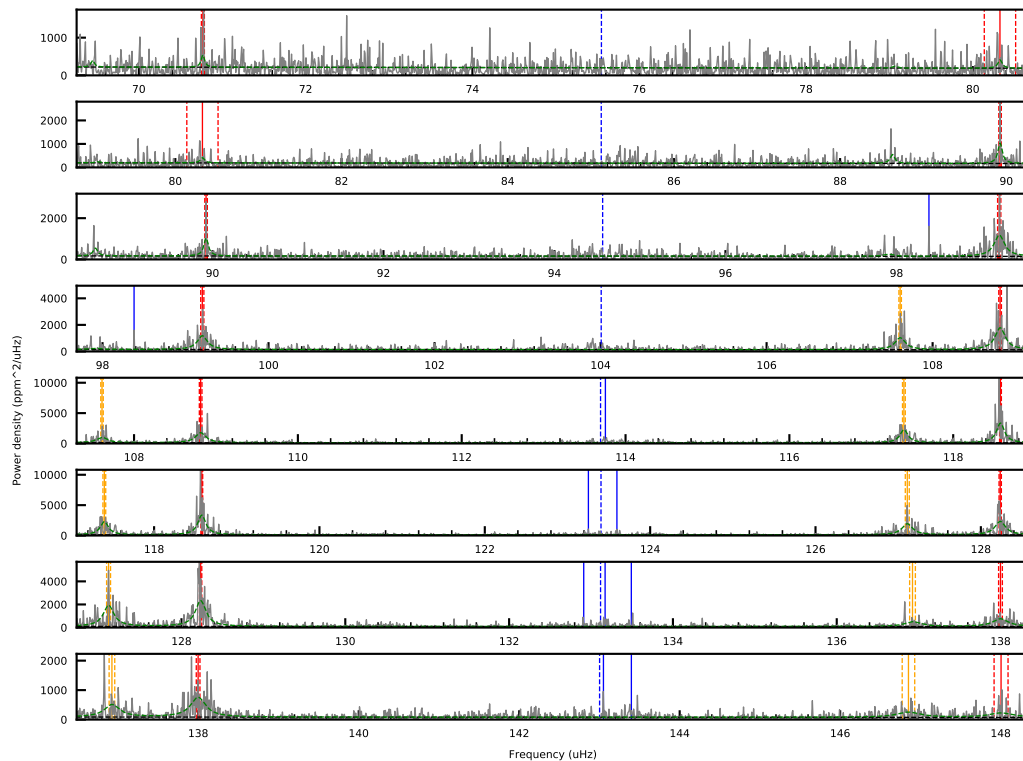 1000
0
70 72 74 76 78 80
2000
1000
0
80 82 84 86 88 90
2000
0
90 92 94 96 98
4000
2000
0
98 100 102 104 106 108
10000
5000
0
108 110 112 114 116 118
Power density (ppm^2/uHz)
10000
5000
0
118 120 122 124 126 128
4000
2000
0
128 130 132 134 136 138
2000
1000
0
138 140 142 144 146 148
Frequency (uHz)